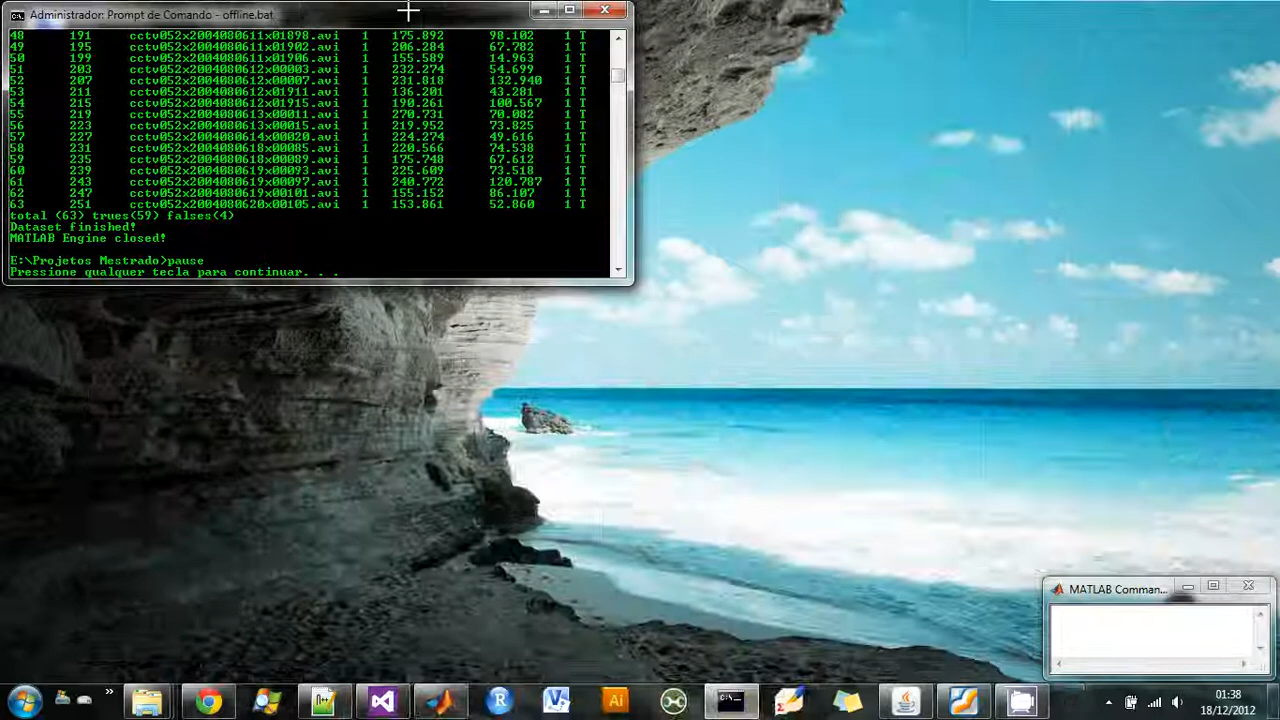 Administrador: Prompt de Comando - offline.bat
48 191 cctv052x2004080611x01898.avi 1 175.892 98.102 1 T
49 195 cctv052x2004080611x01902.avi 1 206.284 67.782 1 T
50 199 cctv052x2004080611x01906.avi 1 155.589 14.963 1 T
51 203 cctv052x2004080612x00003.avi 1 232.274 54.699 1 T
52 207 cctv052x2004080612x00007.avi 1 231.818 132.940 1 T
53 211 cctv052x2004080612x01911.avi 1 136.201 43.281 1 T
54 215 cctv052x2004080612x01915.avi 1 190.261 100.567 1 T
55 219 cctv052x2004080613x00011.avi 1 270.731 70.082 1 T
56 223 cctv052x2004080613x00015.avi 1 219.952 73.825 1 T
57 227 cctv052x2004080614x00020.avi 1 224.274 49.616 1 T
58 231 cctv052x2004080618x00085.avi 1 220.566 74.538 1 T
59 235 cctv052x2004080618x00089.avi 1 175.748 67.612 1 T
60 239 cctv052x2004080619x00093.avi 1 225.609 73.518 1 T
61 243 cctv052x2004080619x00097.avi 1 240.772 120.787 1 T
62 247 cctv052x2004080619x00101.avi 1 155.152 86.107 1 T
63 251 cctv052x2004080620x00105.avi 1 153.861 52.860 1 T
total (63) trues(59) falses(4)
Dataset finished!
MATLAB Engine closed!
E:\Projetos Mestrado>pause
Pressione qualquer tecla para continuar. . .
MATLAB Comman...
01:38
18/12/2012